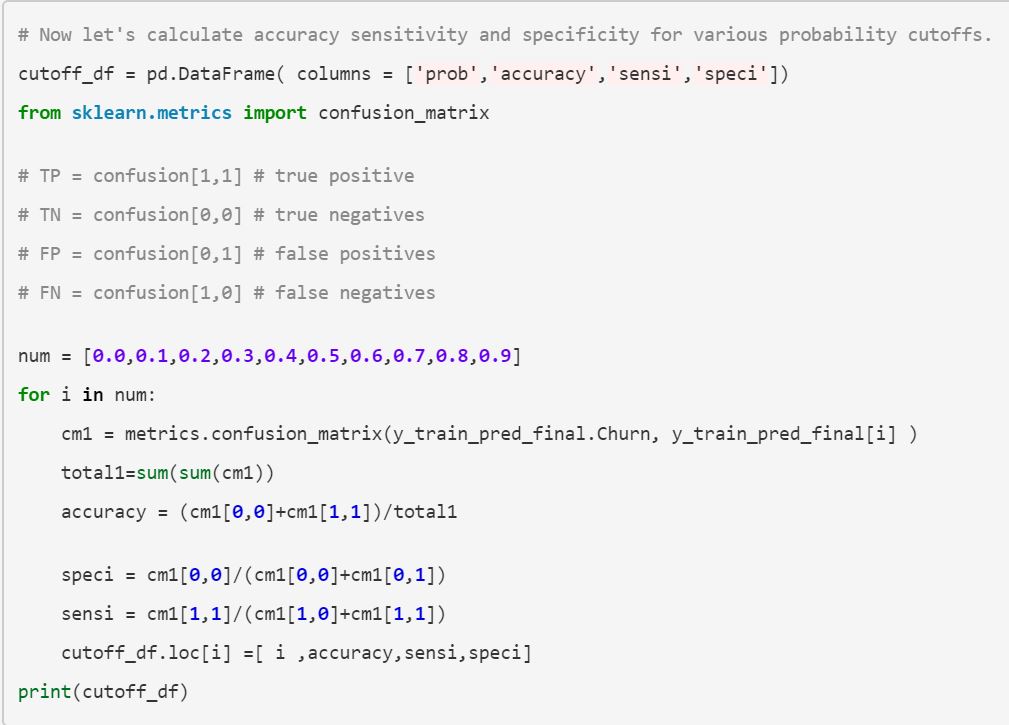 # Now let's calculate accuracy sensitivity and specificity for various probability cutoffs.
cutoff_df = pd.DataFrame( columns = ['prob','accuracy','sensi','speci'])
from sklearn.metrics import confusion_matrix
# TP = confusion[1,1] # true positive
# TN = confusion[0,0] # true negatives
# FP = confusion[0,1] # false positives
# FN = confusion[1,0] # false negatives
num = [0.0,0.1,0.2,0.3,0.4,0.5,0.6,0.7,0.8,0.9]
for i in num:
    cm1 = metrics.confusion_matrix(y_train_pred_final.Churn, y_train_pred_final[i] )
    total1=sum(sum(cm1))
    accuracy = (cm1[0,0]+cm1[1,1])/total1
    speci = cm1[0,0]/(cm1[0,0]+cm1[0,1])
    sensi = cm1[1,1]/(cm1[1,0]+cm1[1,1])
    cutoff_df.loc[i] =[ i ,accuracy,sensi,speci]
print(cutoff_df)